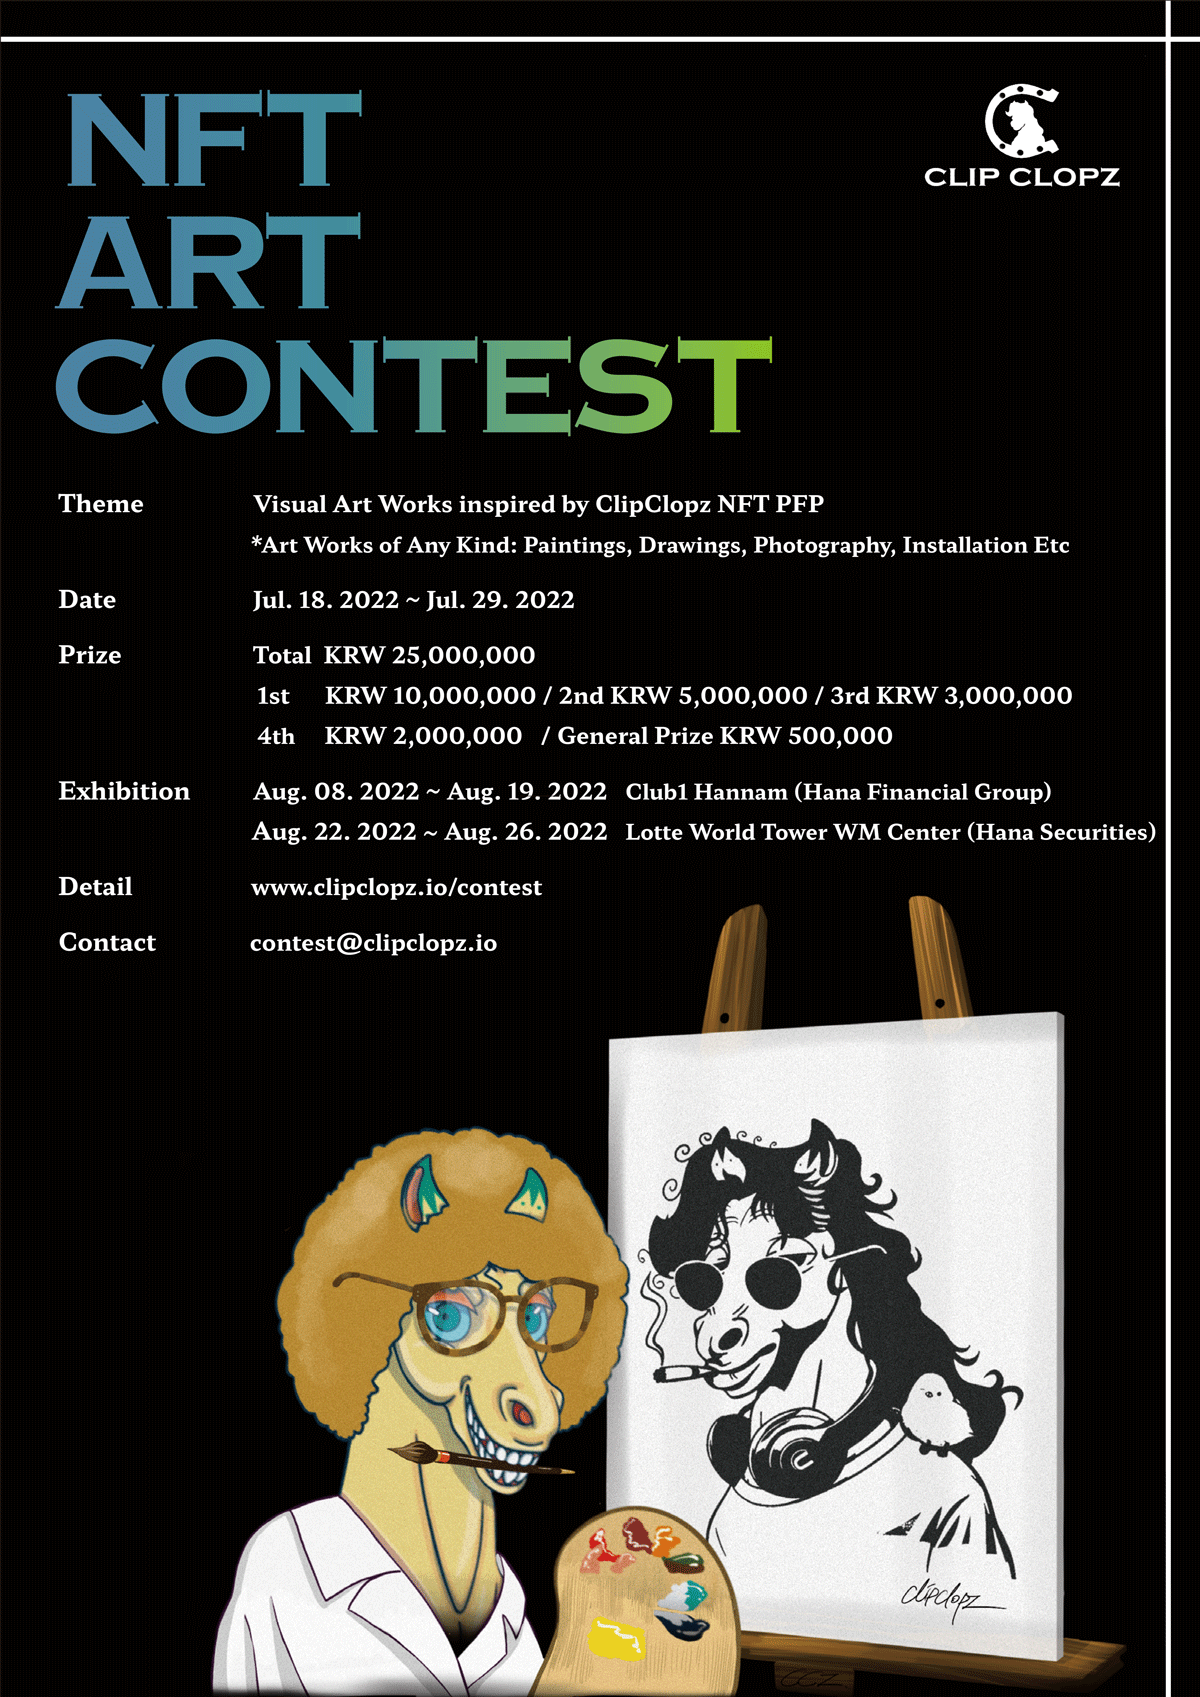 NFT
ART
CONTEST
CLIP CLOPZ
Theme Visual Art Works inspired by ClipClopz NFT PFP
*Art Works of Any Kind: Paintings, Drawings, Photography, Installation Etc
Date Jul. 18. 2022 ~ Jul. 29. 2022
Prize Total KRW 25,000,000
1st KRW 10,000,000 / 2nd KRW 5,000,000 / 3rd KRW 3,000,000
4th KRW 2,000,000 / General Prize KRW 500,000
Exhibition Aug. 08. 2022 ~ Aug. 19. 2022 Club1 Hannam (Hana Financial Group)
Aug. 22. 2022 ~ Aug. 26. 2022 Lotte World Tower WM Center (Hana Securities)
Detail www.clipclopz.io/contest
Contact contest@clipclopz.io
clipclopz
CCZ